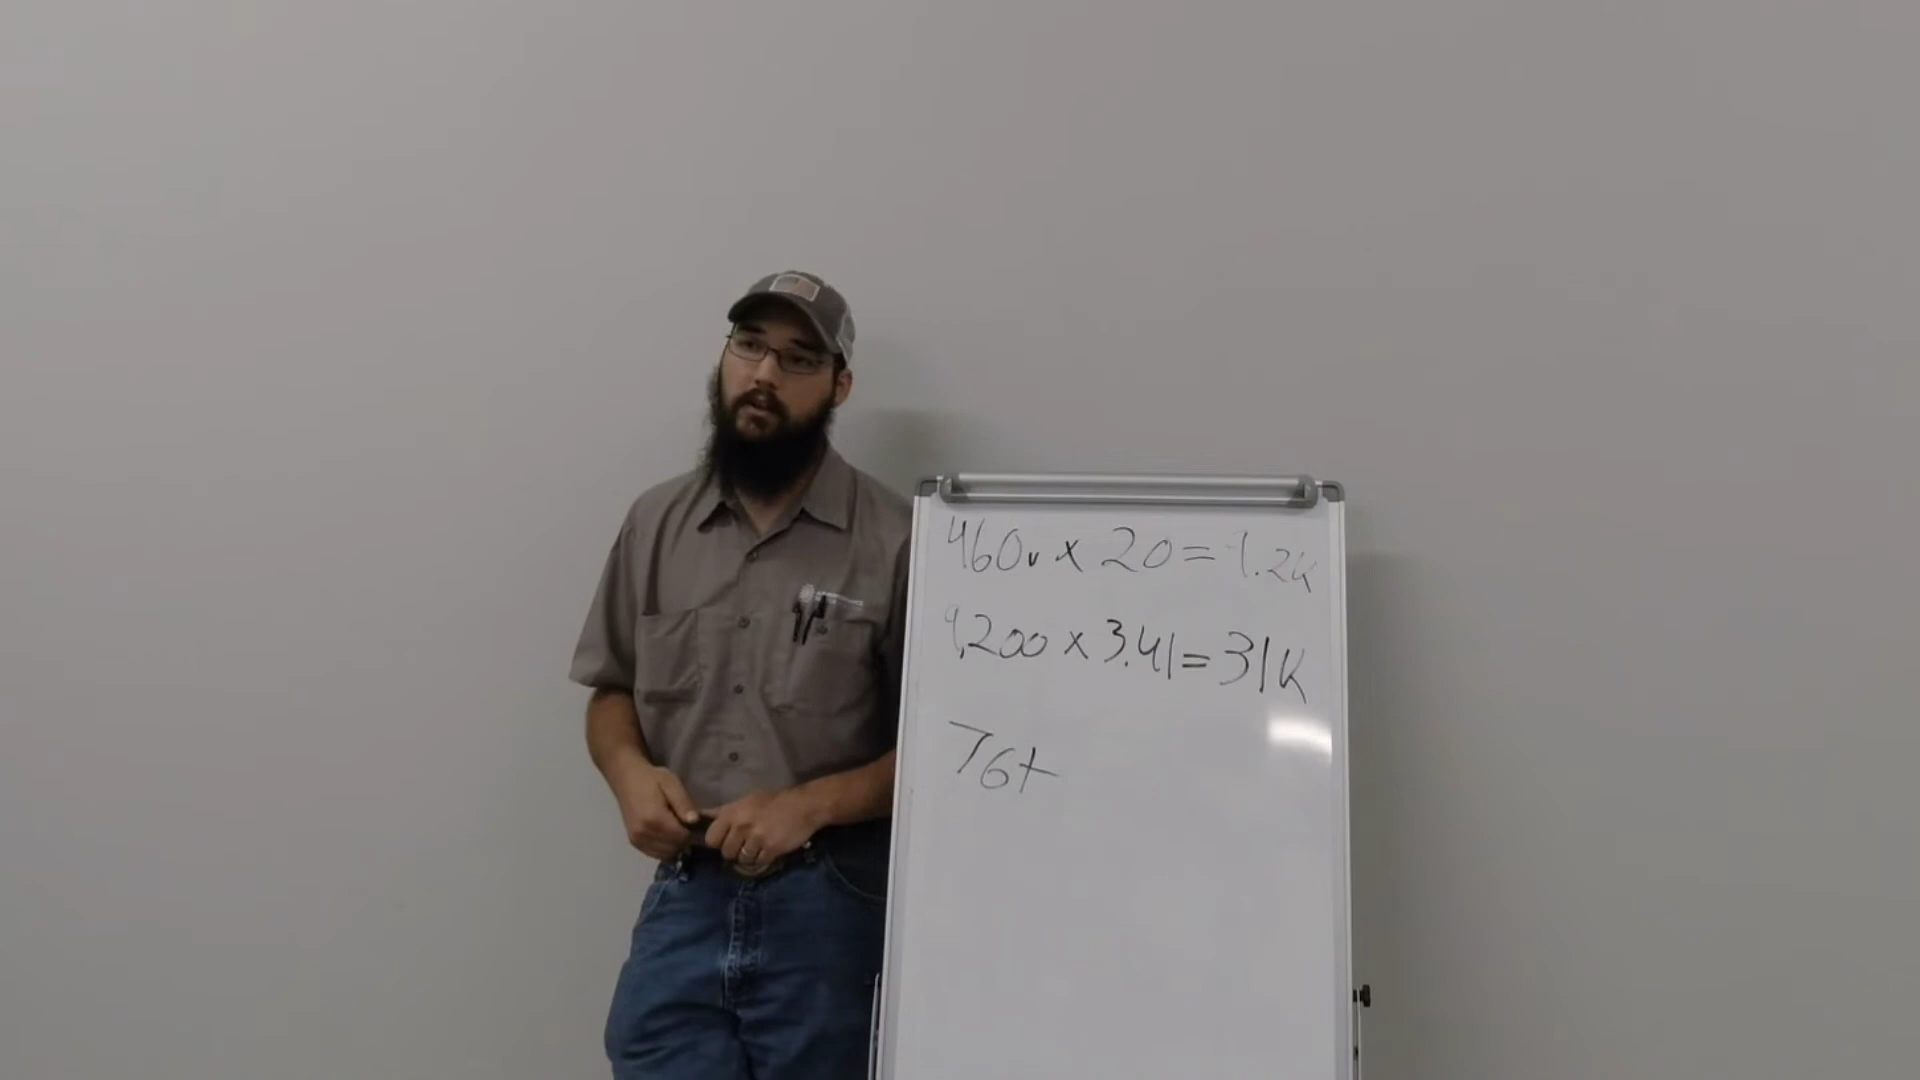 460v x 20 = 9.2K
9,200 x 3.41 = 31K
76+